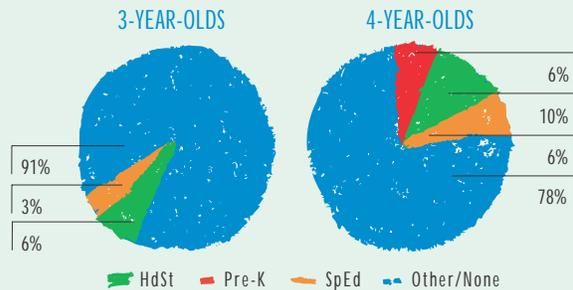 3-YEAR-OLDS
4-YEAR-OLDS
91%
3%
6%
6%
10%
6%
78%
HdSt Pre-K SpEd Other/None